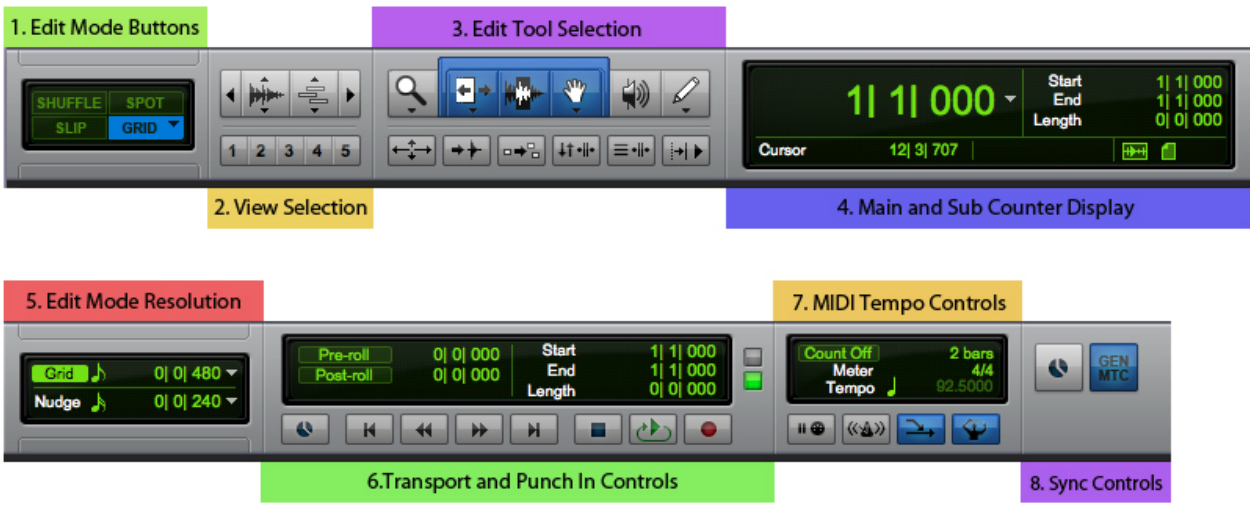 1. Edit Mode Buttons
3. Edit Tool Selection
SHUFFLE SPOT
SLIP GRID
1 2 3 4 5
1| 1| 000
Start 1| 1| 000
End 1| 1| 000
Length 0| 0| 000
Cursor 12| 3| 707
2. View Selection
4. Main and Sub Counter Display
5. Edit Mode Resolution
7. MIDI Tempo Controls
Grid 0| 0| 480
Nudge 0| 0| 240
Pre-roll 0| 0| 000
Post-roll 0| 0| 000
Start 1| 1| 000
End 1| 1| 000
Length 0| 0| 000
Count Off 2 bars
Meter 4/4
Tempo 92.5000
GEN
MTC
6.Transport and Punch In Controls
8. Sync Controls